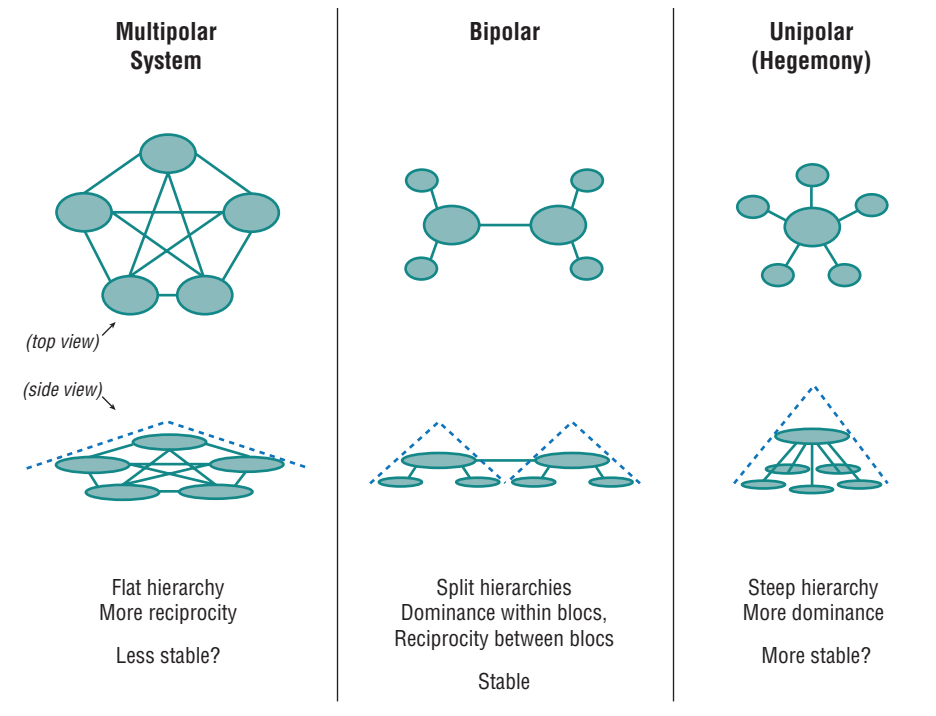 Multipolar
System
Bipolar
Unipolar
(Hegemony)
(top view)
(side view)
Flat hierarchy
More reciprocity
Less stable?
Split hierarchies
Dominance within blocs,
Reciprocity between blocs
Stable
Steep hierarchy
More dominance
More stable?